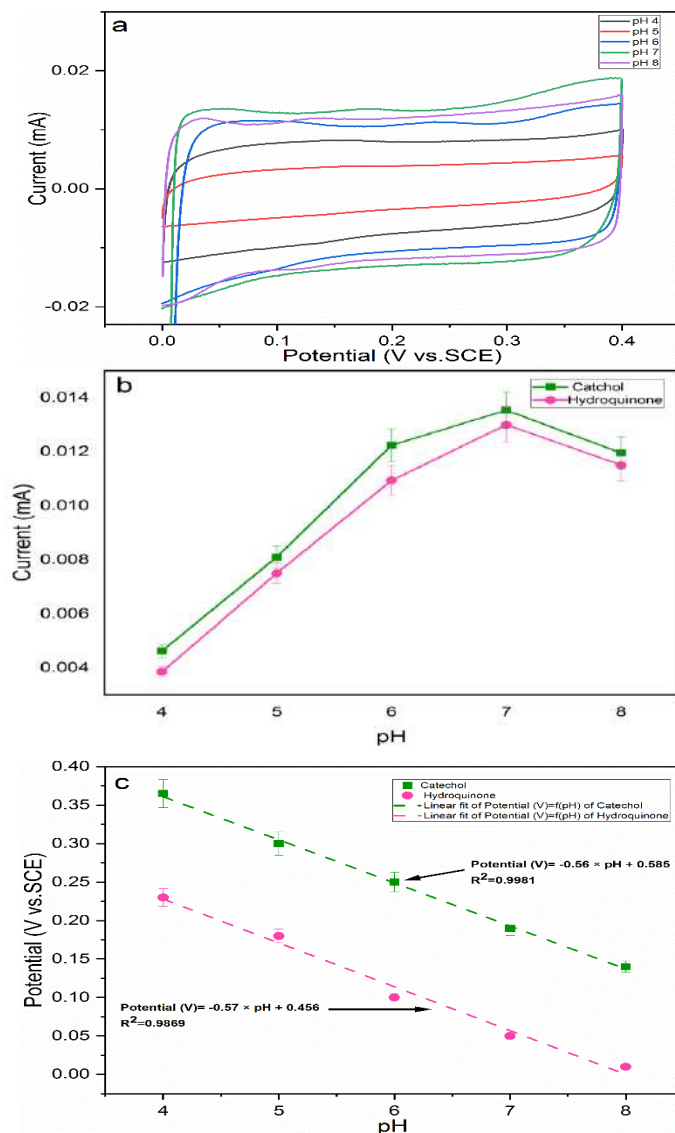 a
pH 4
pH 5
pH 6
pH 7
pH 8
0.02
0.00
-0.02
Current (mA)
0.0
0.1
0.2
0.3
0.4
Potential (V vs.SCE)
b
Catchol
Hydroquinone
0.014
0.012
0.010
0.008
0.006
0.004
Current (mA)
4
5
6
7
8
pH
c
Catechol
Hydroquinone
Linear fit of Potential (V)=f(pH) of Catechol
Linear fit of Potential (V)=f(pH) of Hydroquinone
0.40
0.35
0.30
0.25
0.20
0.15
0.10
0.05
0.00
Potential (V vs.SCE)
Potential (V)= -0.56 × pH + 0.585
R²=0.9981
Potential (V)= -0.57 × pH + 0.456
R²=0.9869
4
5
6
7
8
pH